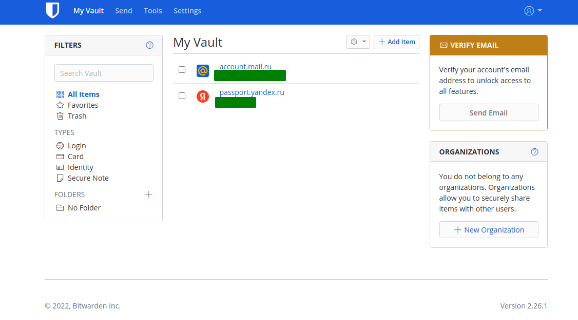 My Vault Send Tools Settings
FILTERS
Search Vault
All Items
Favorites
Trash
TYPES
Login
Card
Identity
Secure Note
FOLDERS
No Folder
My Vault
Add Item
account.mail.ru
passport.yandex.ru
VERIFY EMAIL
Verify your account's email
address to unlock access to
all features.
Send Email
ORGANIZATIONS
You do not belong to any
organizations. Organizations
allow you to securely share
items with other users.
New Organization
© 2022, Bitwarden Inc.
Version 2.26.1